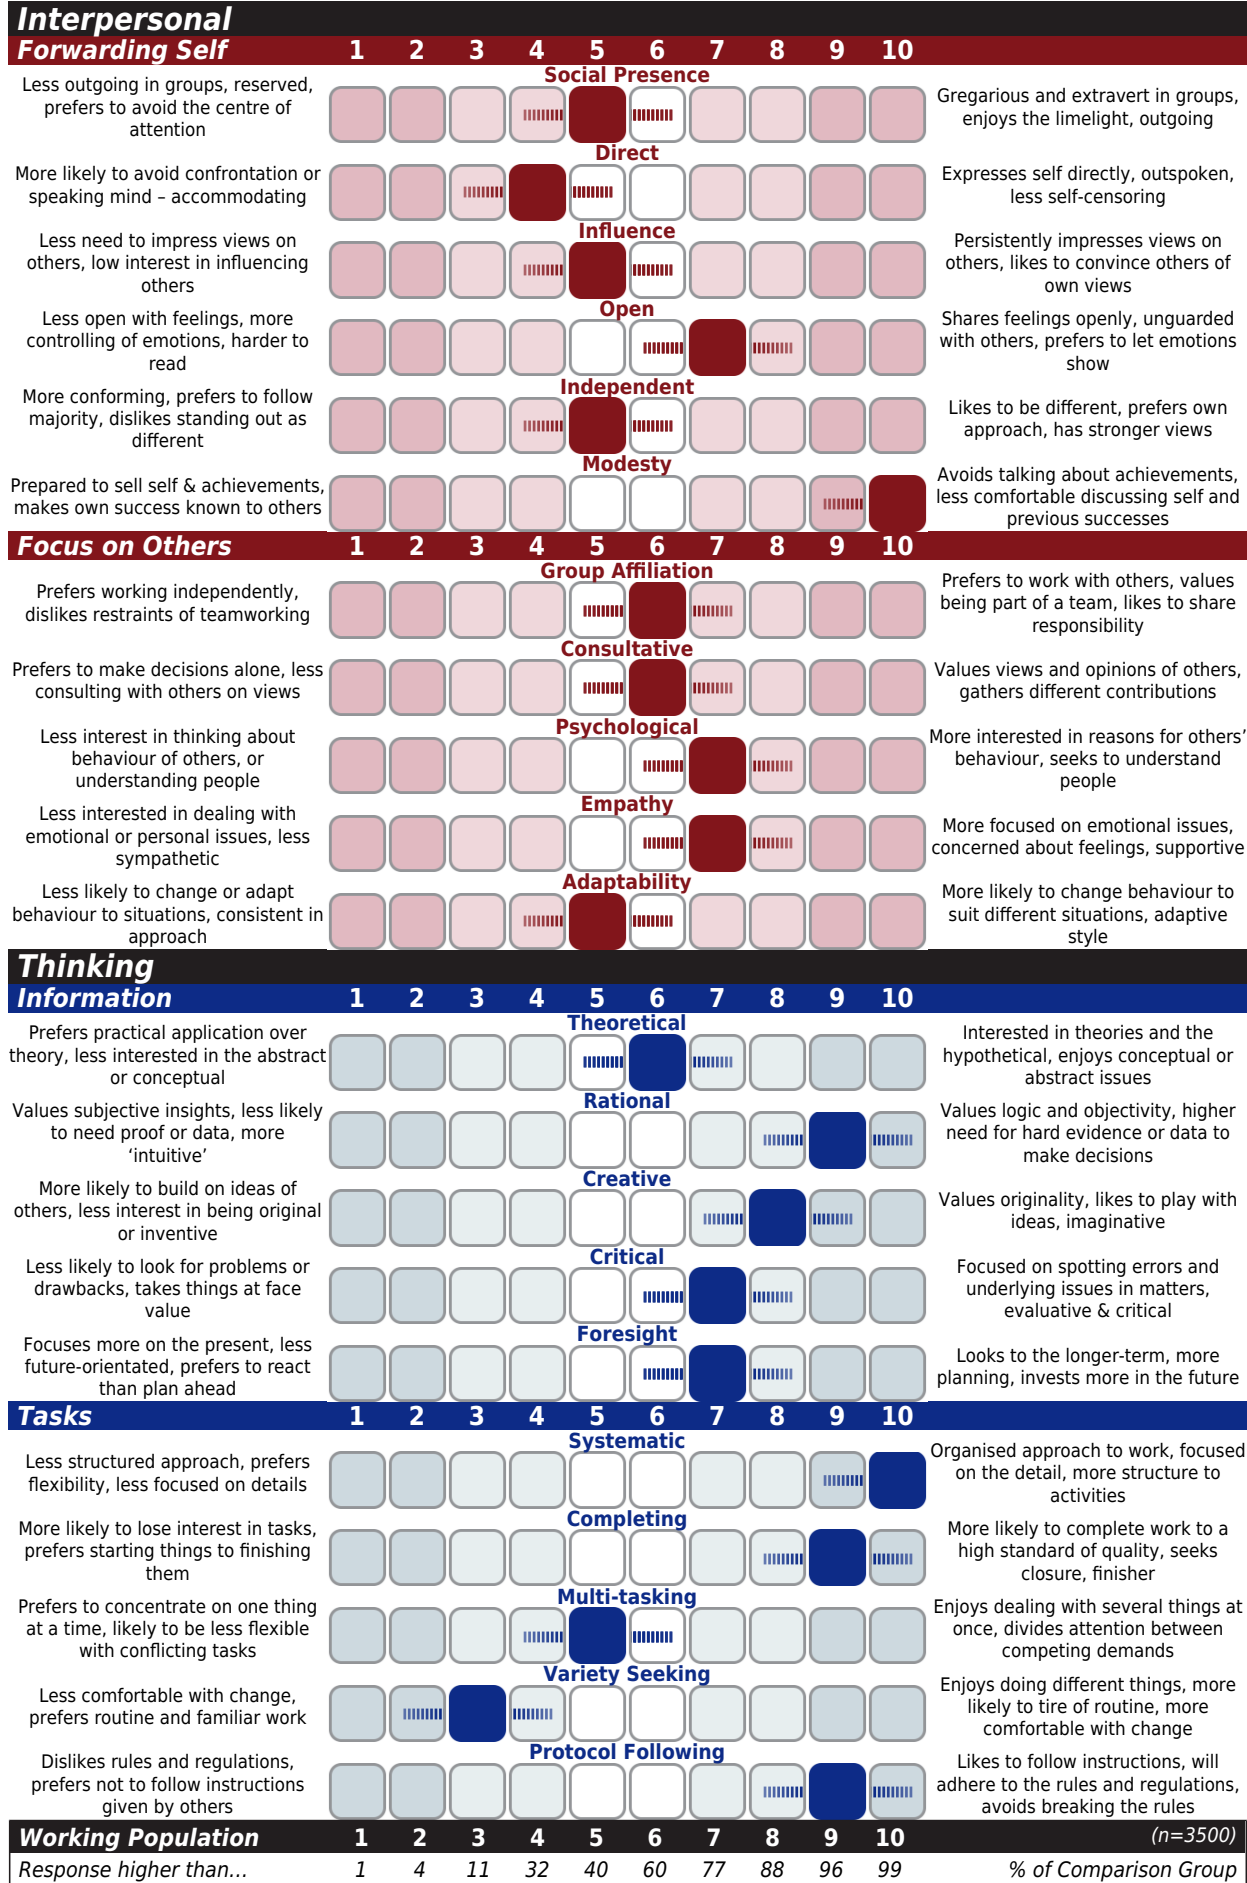 Interpersonal
Forwarding Self 1 2 3 4 5 6 7 8 9 10
Social Presence
Less outgoing in groups, reserved,
prefers to avoid the centre of
attention
Gregarious and extravert in groups,
enjoys the limelight, outgoing
Direct
More likely to avoid confrontation or
speaking mind – accommodating
Expresses self directly, outspoken,
less self-censoring
Influence
Less need to impress views on
others, low interest in influencing
others
Persistently impresses views on
others, likes to convince others of
own views
Open
Less open with feelings, more
controlling of emotions, harder to
read
Shares feelings openly, unguarded
with others, prefers to let emotions
show
Independent
More conforming, prefers to follow
majority, dislikes standing out as
different
Likes to be different, prefers own
approach, has stronger views
Modesty
Prepared to sell self & achievements,
makes own success known to others
Avoids talking about achievements,
less comfortable discussing self and
previous successes
Focus on Others 1 2 3 4 5 6 7 8 9 10
Group Affiliation
Prefers working independently,
dislikes restraints of teamworking
Prefers to work with others, values
being part of a team, likes to share
responsibility
Consultative
Prefers to make decisions alone, less
consulting with others on views
Values views and opinions of others,
gathers different contributions
Psychological
Less interest in thinking about
behaviour of others, or
understanding people
More interested in reasons for others’
behaviour, seeks to understand
people
Empathy
Less interested in dealing with
emotional or personal issues, less
sympathetic
More focused on emotional issues,
concerned about feelings, supportive
Adaptability
Less likely to change or adapt
behaviour to situations, consistent in
approach
More likely to change behaviour to
suit different situations, adaptive
style
Thinking
Information 1 2 3 4 5 6 7 8 9 10
Theoretical
Prefers practical application over
theory, less interested in the abstract
or conceptual
Interested in theories and the
hypothetical, enjoys conceptual or
abstract issues
Rational
Values subjective insights, less likely
to need proof or data, more
‘intuitive’
Values logic and objectivity, higher
need for hard evidence or data to
make decisions
Creative
More likely to build on ideas of
others, less interest in being original
or inventive
Values originality, likes to play with
ideas, imaginative
Critical
Less likely to look for problems or
drawbacks, takes things at face
value
Focused on spotting errors and
underlying issues in matters,
evaluative & critical
Foresight
Focuses more on the present, less
future-orientated, prefers to react
than plan ahead
Looks to the longer-term, more
planning, invests more in the future
Tasks 1 2 3 4 5 6 7 8 9 10
Systematic
Less structured approach, prefers
flexibility, less focused on details
Organised approach to work, focused
on the detail, more structure to
activities
Completing
More likely to lose interest in tasks,
prefers starting things to finishing
them
More likely to complete work to a
high standard of quality, seeks
closure, finisher
Multi-tasking
Prefers to concentrate on one thing
at a time, likely to be less flexible
with conflicting tasks
Enjoys dealing with several things at
once, divides attention between
competing demands
Variety Seeking
Less comfortable with change,
prefers routine and familiar work
Enjoys doing different things, more
likely to tire of routine, more
comfortable with change
Protocol Following
Dislikes rules and regulations,
prefers not to follow instructions
given by others
Likes to follow instructions, will
adhere to the rules and regulations,
avoids breaking the rules
Working Population 1 2 3 4 5 6 7 8 9 10 (n=3500)
Response higher than... 1 4 11 32 40 60 77 88 96 99 % of Comparison Group